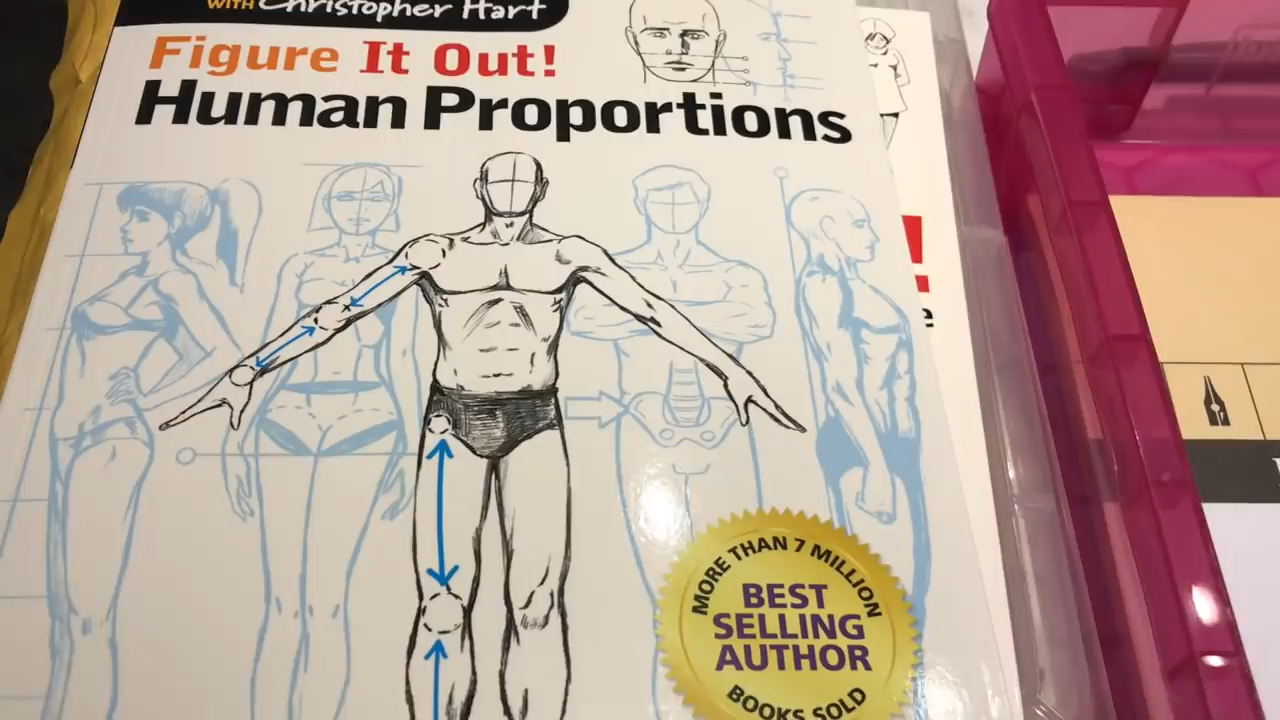 WITH Christopher Hart
Figure It Out!
Human Proportions
!
e
MORE THAN 7 MILLION
BEST
SELLING
AUTHOR
BOOKS SOLD